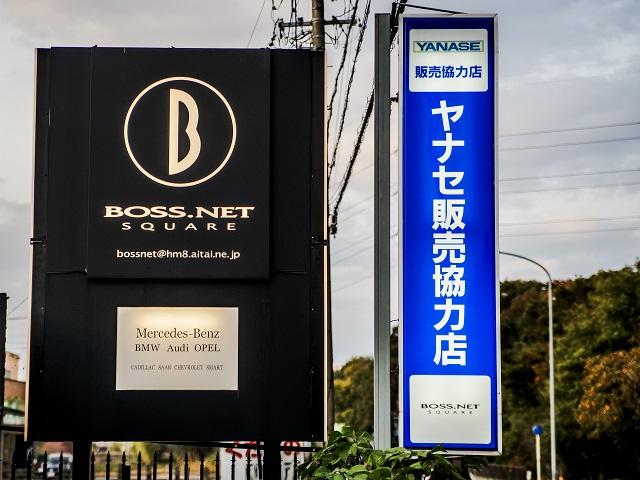 B
BOSS.NET
SQUARE
bossnet@hm8.aitai.ne.jp
Mercedes-Benz
BMW Audi OPEL
CADILLAC SAAB CHEVROLET SMART
YANASE
販売協力店
ヤナセ販売協力店
BOSS.NET
SQUARE